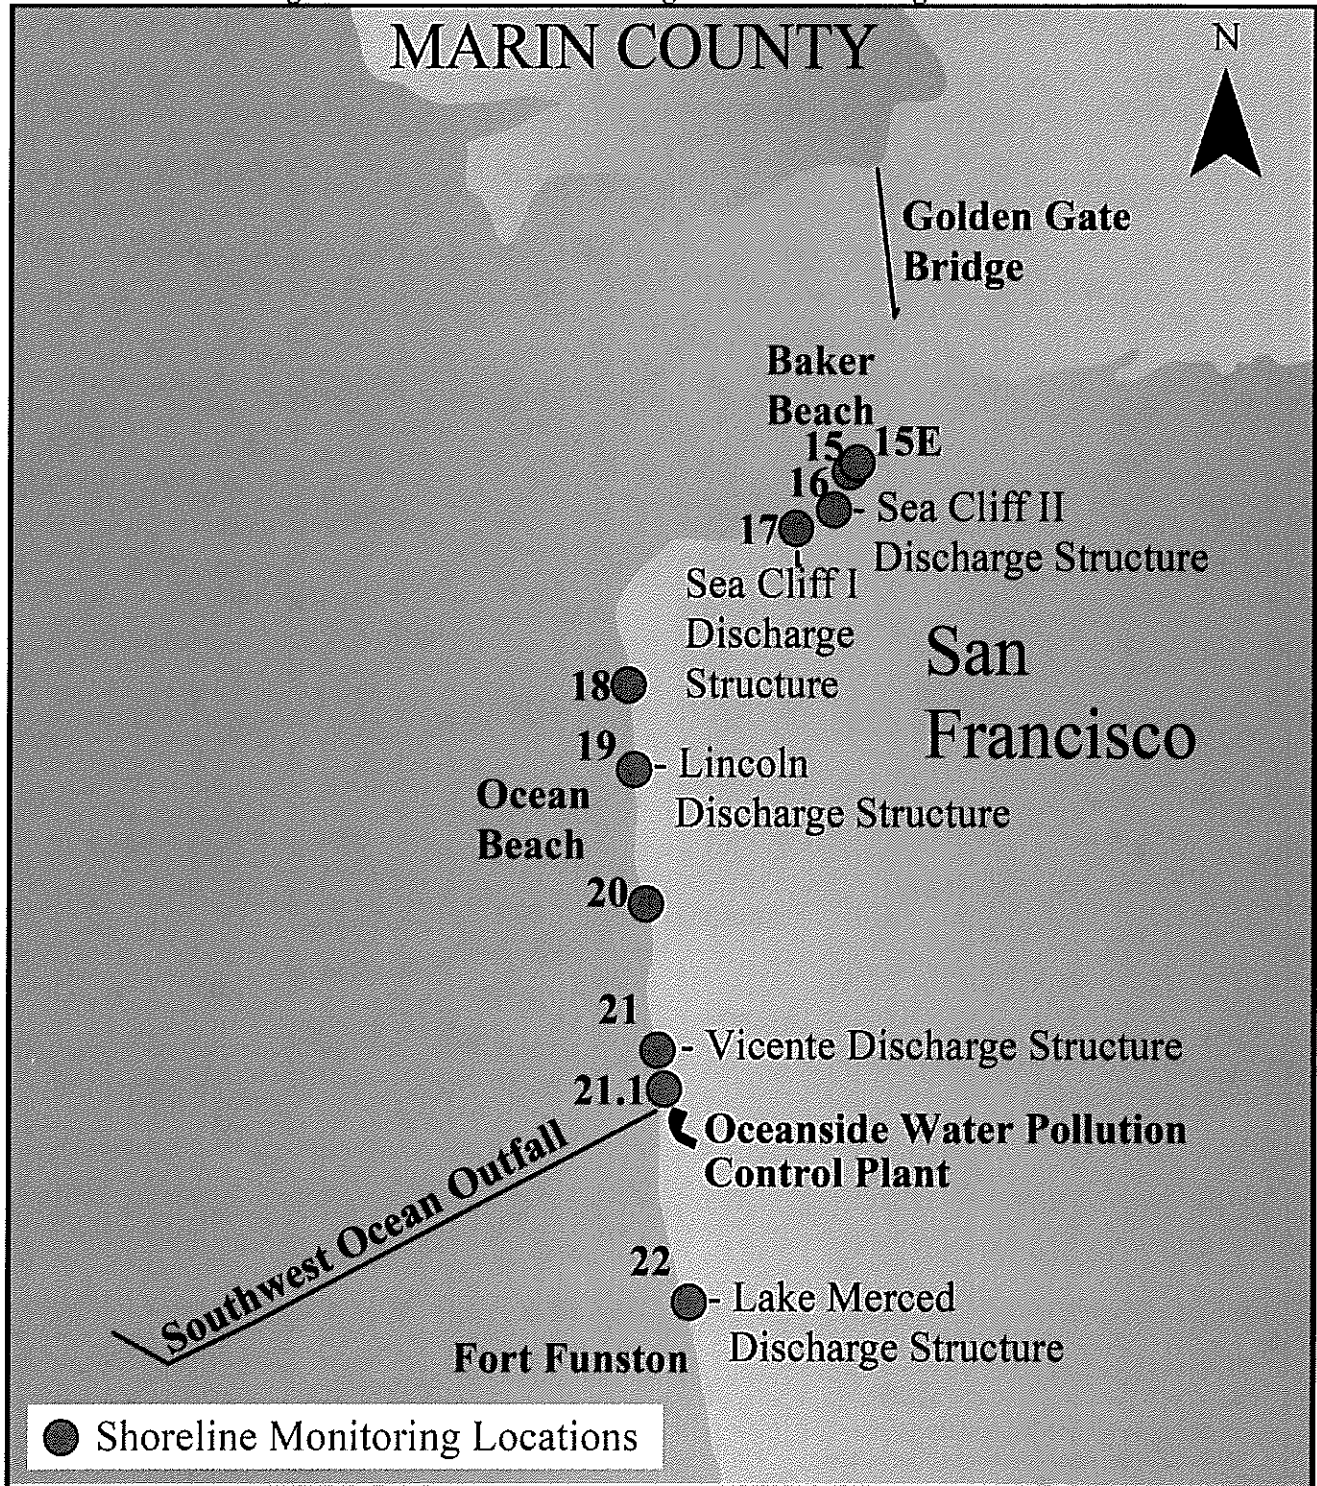 MARIN COUNTY
N
Golden Gate
Bridge
Baker
Beach
15
15E
16
Sea Cliff II
Discharge Structure
17
Sea Cliff I
Discharge
Structure
San
Francisco
18
19
Lincoln
Discharge Structure
Ocean
Beach
20
21
Vicente Discharge Structure
21.1
Oceanside Water Pollution
Control Plant
Southwest Ocean Outfall
22
Lake Merced
Discharge Structure
Fort Funston
Shoreline Monitoring Locations